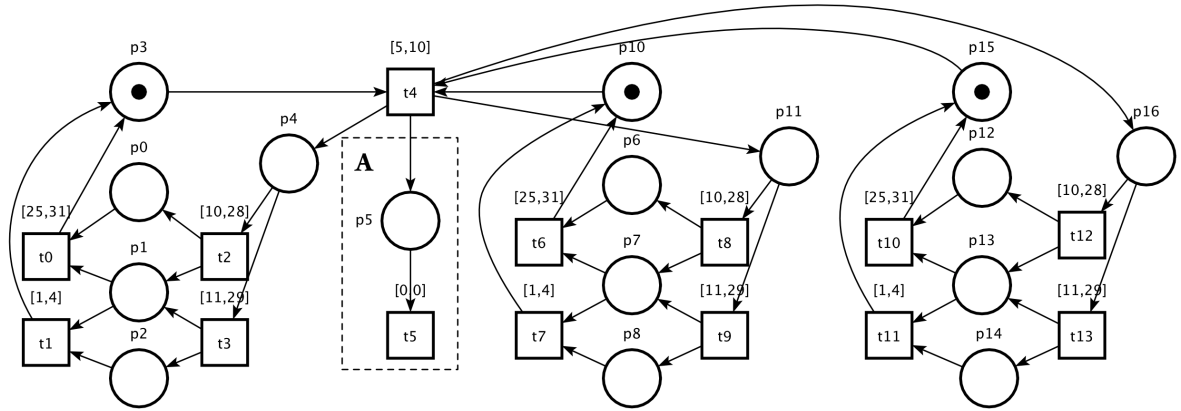 [5,10]
p3
t4
p10
p15
p4
p11
p16
p0
A
p6
p12
[25,31]
[10,28]
p5
[25,31]
[10,28]
[25,31]
[10,28]
t0
p1
t2
t6
p7
t8
t10
p13
t12
[1,4]
[11,29]
[0,0]
[1,4]
[11,29]
[1,4]
[11,29]
t1
p2
t3
t5
t7
p8
t9
t11
p14
t13